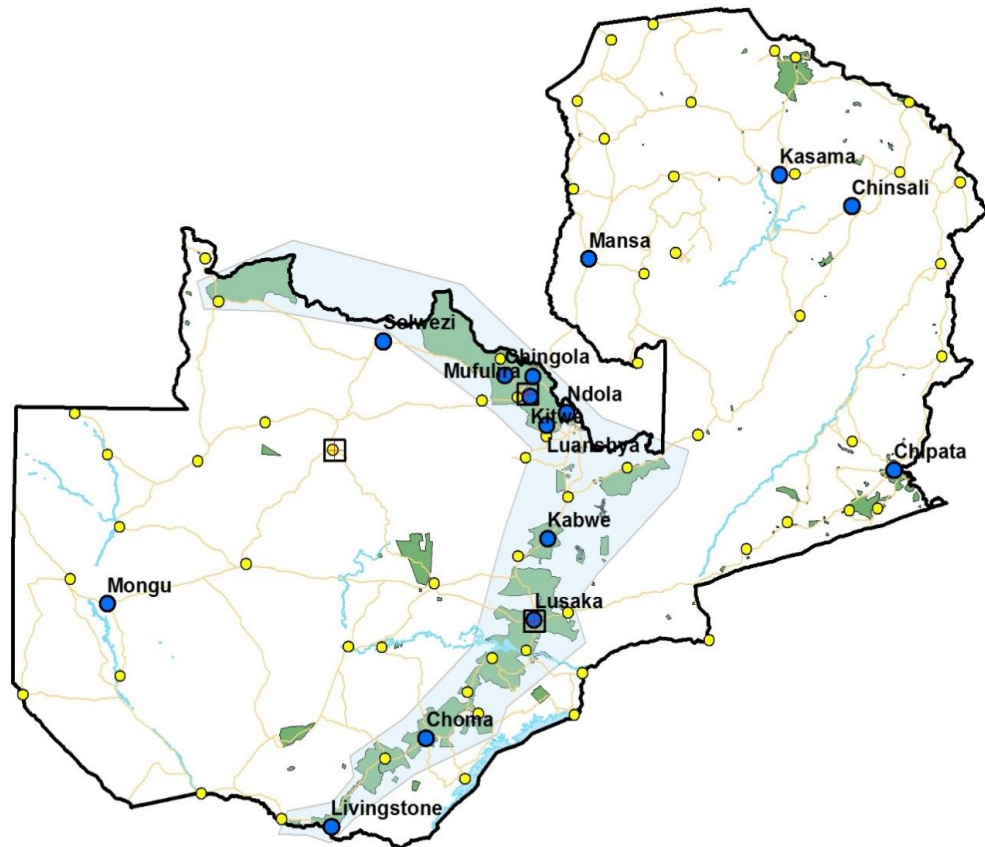 Kasama
Chinsali
Mansa
Solwezi
Chingola
Mufulira
Ndola
Kitwe
Luanshya
Chipata
Kabwe
Mongu
Lusaka
Choma
Livingstone